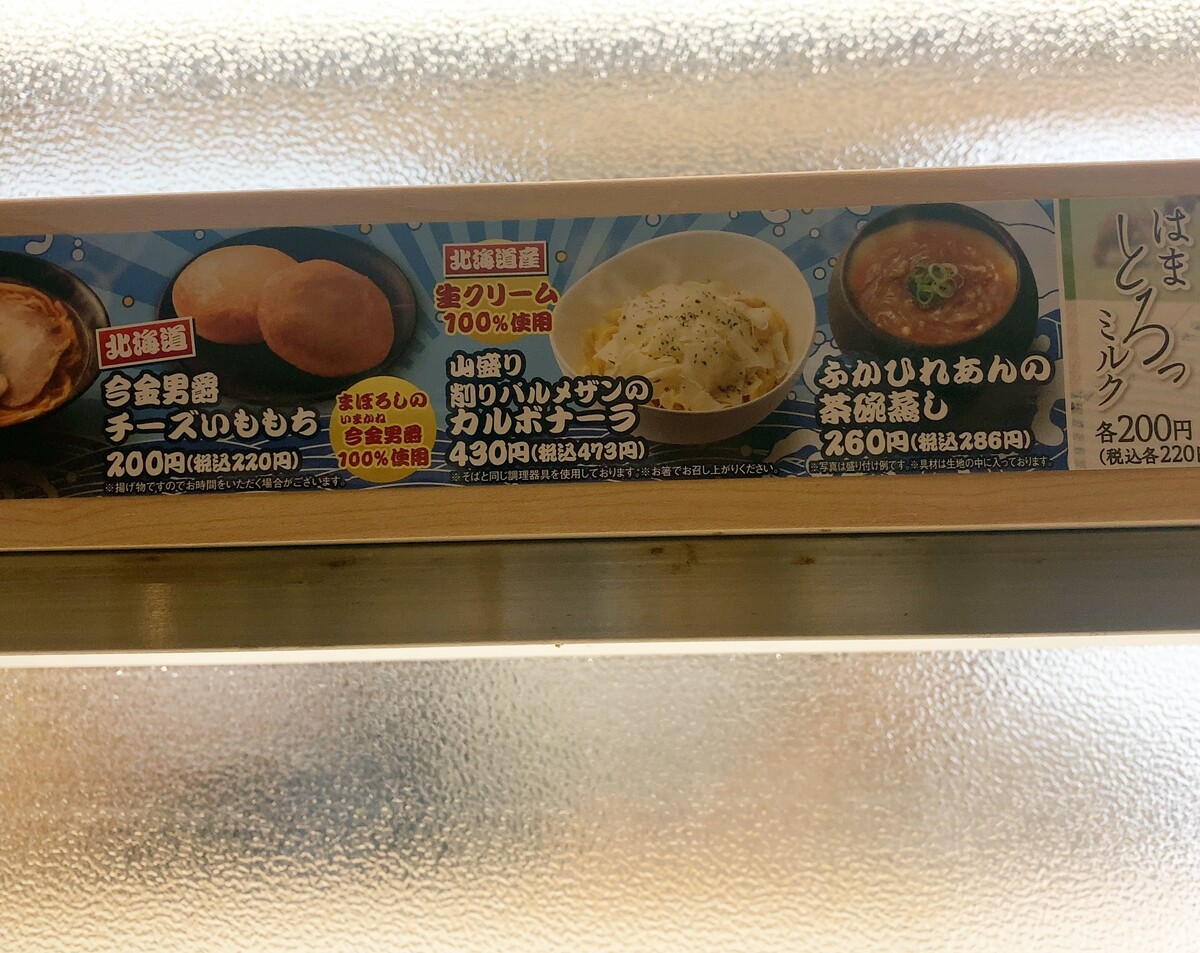 北海道
今金男爵
チーズいももち
200円(税込220円)
※揚げ物ですのでお時間をいただく場合がございます。
まぼろしの
いまかね
今金男爵
100%使用
北海道産
生クリーム
100%使用
山盛り
削りパルメザンの
カルボナーラ
430円(税込473円)
※そばと同じ調理器具を使用しております。※お箸でお召し上がりください。
ふかひれあんの
茶碗蒸し
260円(税込286円)
※写真は盛り付け例です。※具材は生地の中に入っております。
はま
とろっ
ミルク
各200円
(税込各220円